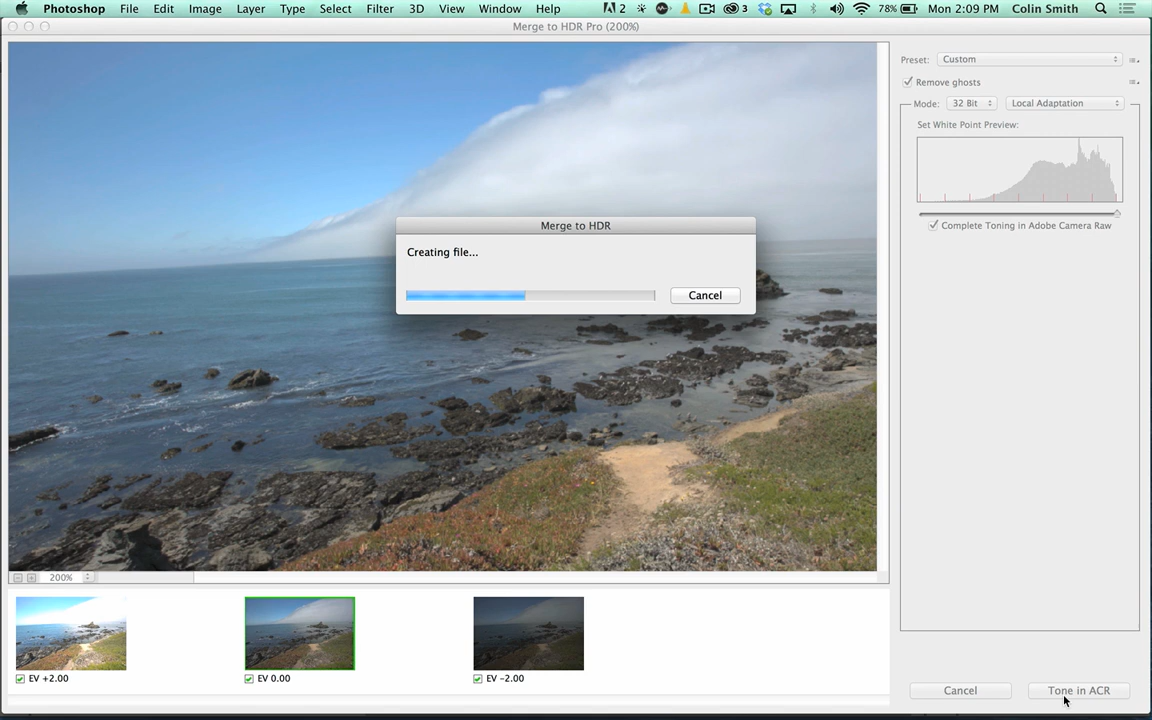 Photoshop File Edit Image Layer Type Select Filter 3D View Window Help 2 3 78% Mon 2:09 PM Colin Smith
Merge to HDR Pro (200%)
Preset: Custom
Remove ghosts
Mode: 32 Bit Local Adaptation
Set White Point Preview:
Complete Toning in Adobe Camera Raw
Merge to HDR
Creating file...
Cancel
200%
EV +2.00 EV 0.00 EV -2.00
Cancel Tone in ACR